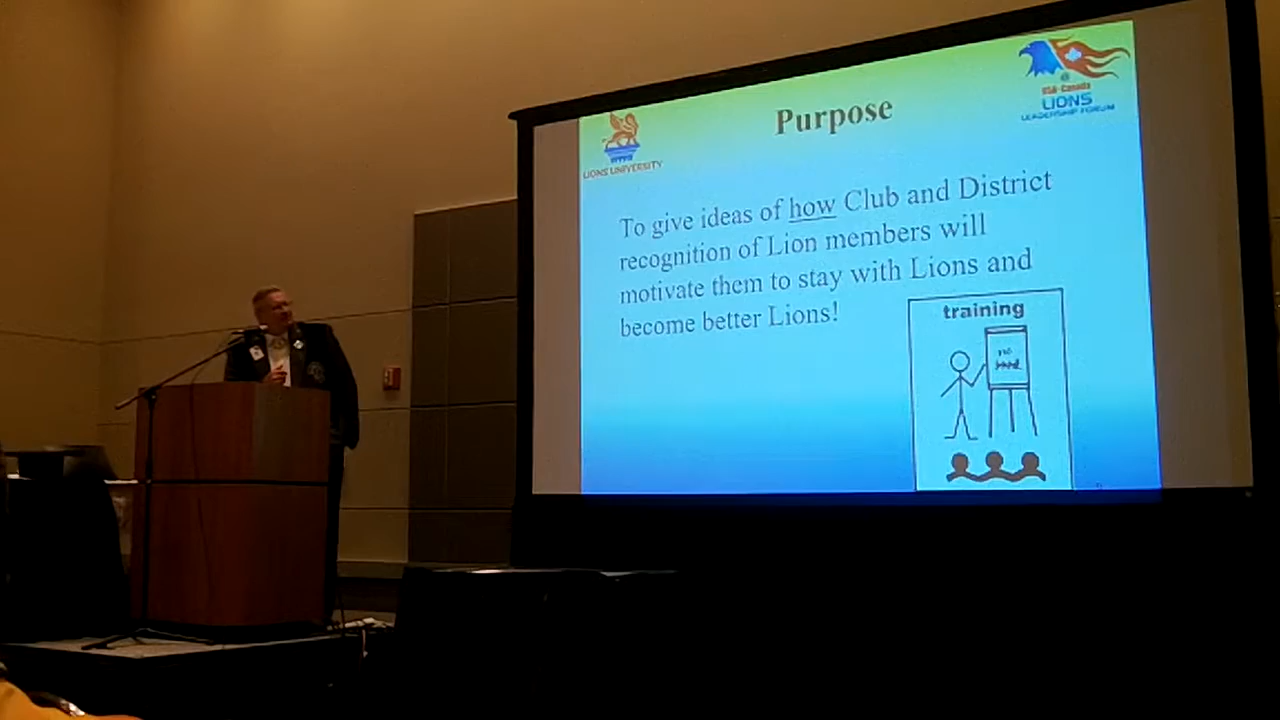 Purpose
LIONS UNIVERSITY
USA-Canada
LIONS
LEADERSHIP FORUM
To give ideas of how Club and District
recognition of Lion members will
motivate them to stay with Lions and
become better Lions!
training